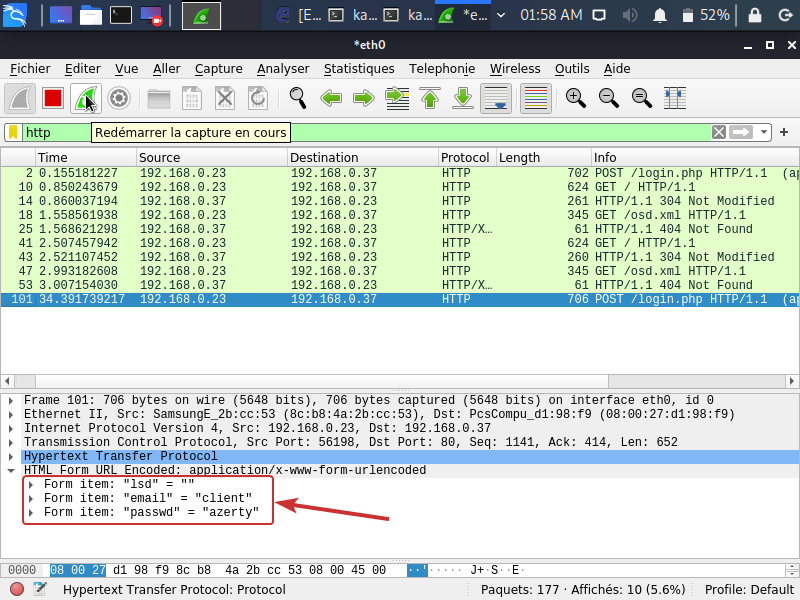 [E...
ka...
ka...
*e...
01:58 AM
52%
*eth0
Fichier Editer Vue Aller Capture Analyser Statistiques Telephonie Wireless Outils Aide
http
Redémarrer la capture en cours
Time Source Destination Protocol Length Info
2 0.155181227 192.168.0.23 192.168.0.37 HTTP 702 POST /login.php HTTP/1.1 (ap
10 0.850243679 192.168.0.23 192.168.0.37 HTTP 624 GET / HTTP/1.1
14 0.860037194 192.168.0.37 192.168.0.23 HTTP 261 HTTP/1.1 304 Not Modified
18 1.558561938 192.168.0.23 192.168.0.37 HTTP 345 GET /osd.xml HTTP/1.1
25 1.568621298 192.168.0.37 192.168.0.23 HTTP/X… 61 HTTP/1.1 404 Not Found
41 2.507457942 192.168.0.23 192.168.0.37 HTTP 624 GET / HTTP/1.1
43 2.521107452 192.168.0.37 192.168.0.23 HTTP 260 HTTP/1.1 304 Not Modified
47 2.993182608 192.168.0.23 192.168.0.37 HTTP 345 GET /osd.xml HTTP/1.1
53 3.007154030 192.168.0.37 192.168.0.23 HTTP/X… 61 HTTP/1.1 404 Not Found
101 34.391739217 192.168.0.23 192.168.0.37 HTTP 706 POST /login.php HTTP/1.1 (ap
Frame 101: 706 bytes on wire (5648 bits), 706 bytes captured (5648 bits) on interface eth0, id 0
Ethernet II, Src: SamsungE_2b:cc:53 (8c:b8:4a:2b:cc:53), Dst: PcsCompu_d1:98:f9 (08:00:27:d1:98:f9)
Internet Protocol Version 4, Src: 192.168.0.23, Dst: 192.168.0.37
Transmission Control Protocol, Src Port: 56198, Dst Port: 80, Seq: 1141, Ack: 414, Len: 652
Hypertext Transfer Protocol
HTML Form URL Encoded: application/x-www-form-urlencoded
Form item: "lsd" = ""
Form item: "email" = "client"
Form item: "passwd" = "azerty"
0000 08 00 27 d1 98 f9 8c b8 4a 2b cc 53 08 00 45 00 ··'····· J+·S··E·
Hypertext Transfer Protocol: Protocol Paquets: 177 · Affichés: 10 (5.6%) Profile: Default